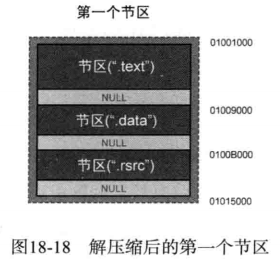 第一个节区
01001000
节区(“.text”)
NULL
01009000
节区(“.data”)
NULL
0100B000
节区(“.rsrc”)
NULL
01015000
图18-18 解压缩后的第一个节区